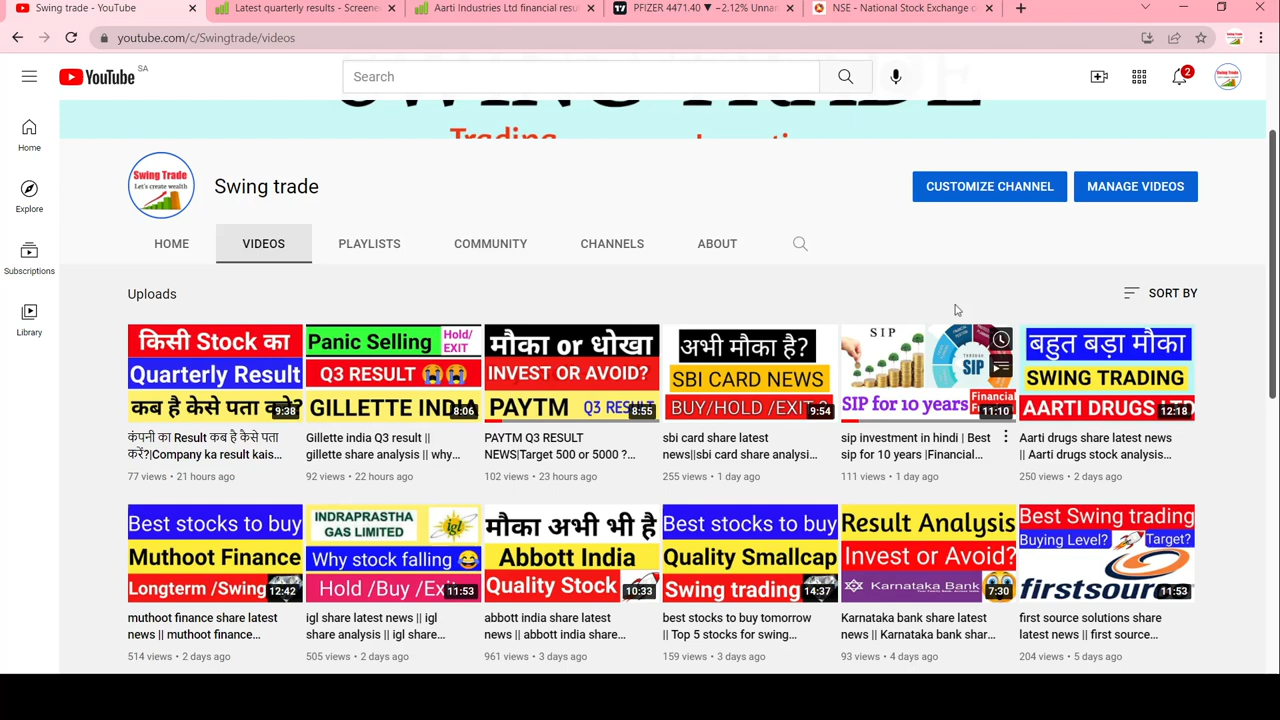 Swing trade - YouTube
Latest quarterly results - Screene
Aarti Industries Ltd financial resu
PFIZER 4471.40 ▼ −2.12% Unnan
NSE - National Stock Exchange o
youtube.com/c/Swingtrade/videos
YouTube SA
Search
2
SWING TRADE
Trading
Home
Explore
Subscriptions
Library
Swing Trade
Let's create wealth
Swing trade
CUSTOMIZE CHANNEL
MANAGE VIDEOS
HOME
VIDEOS
PLAYLISTS
COMMUNITY
CHANNELS
ABOUT
Uploads
SORT BY
किसी Stock का
Quarterly Result
कब है कैसे पता करे?
9:38
कंपनी का Result कब है कैसे पता
करें?|Company ka result kais...
77 views • 21 hours ago
Panic Selling
Hold/
EXIT
Q3 RESULT
GILLETTE INDIA
8:06
Gillette india Q3 result ||
gillette share analysis || why...
92 views • 22 hours ago
मौका or धोखा
INVEST OR AVOID?
PAYTM Q3 RESULT
8:55
PAYTM Q3 RESULT
NEWS|Target 500 or 5000 ?...
102 views • 23 hours ago
अभी मौका है?
SBI CARD NEWS
BUY/HOLD /EXIT ?
9:54
sbi card share latest
news||sbi card share analysi...
255 views • 1 day ago
SIP
SIP
SIP for 10 years
Financial
11:10
sip investment in hindi | Best
sip for 10 years |Financial...
111 views • 1 day ago
बहुत बड़ा मौका
SWING TRADING
AARTI DRUGS LTD
12:18
Aarti drugs share latest news
|| Aarti drugs stock analysis...
250 views • 2 days ago
Best stocks to buy
Muthoot Finance
Longterm /Swing
12:42
muthoot finance share latest
news || muthoot finance...
514 views • 2 days ago
INDRAPRASTHA
GAS LIMITED
igl
Why stock falling
Hold /Buy /Exit
11:53
igl share latest news || igl
share analysis || igl share...
505 views • 2 days ago
मौका अभी भी है
Abbott India
Quality Stock
10:33
abbott india share latest
news || abbott india share...
961 views • 3 days ago
Best stocks to buy
Quality Smallcap
Swing trading
14:37
best stocks to buy tomorrow
|| Top 5 stocks for swing...
159 views • 3 days ago
Result Analysis
Invest or Avoid?
Karnataka Bank
7:30
Karnataka bank share latest
news || Karnataka bank shar...
93 views • 4 days ago
Best Swing trading
Buying Level?
Target?
firstsource
11:53
first source solutions share
latest news || first source...
204 views • 5 days ago